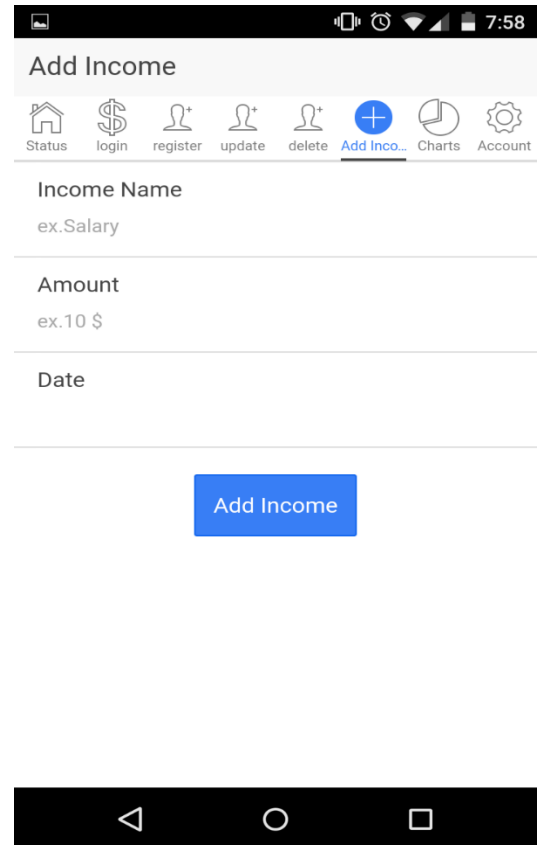 7:58
Add Income
Status login register update delete Add Inco... Charts Account
Income Name
ex.Salary
Amount
ex.10 $
Date
Add Income